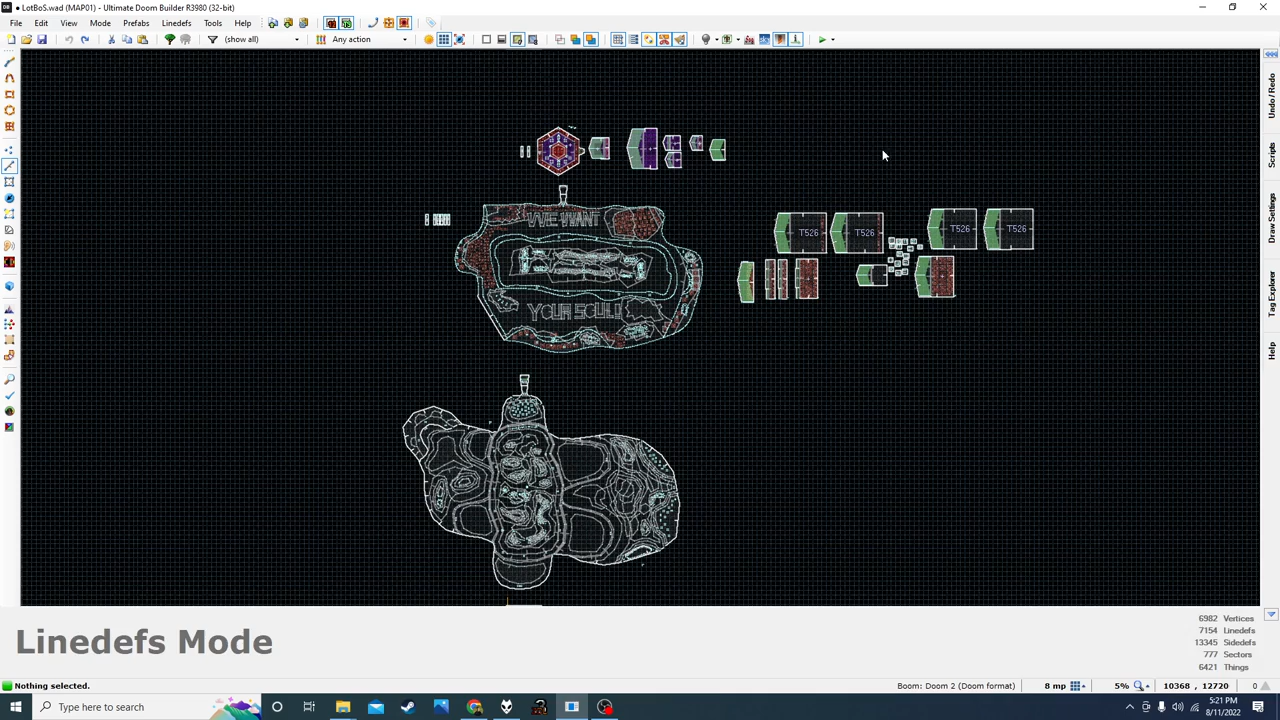 LotBoS.wad (MAP01) - Ultimate Doom Builder R3980 (32-bit)
File Edit View Mode Prefabs Linedefs Tools Help
(show all) Any action
Undo / Redo
Scripts
Draw Settings
Tag Explorer
Help
WE WANT
T526 T526 T526 T526
YOUR SOUL!
Linedefs Mode
6982 Vertices
7154 Linedefs
13345 Sidedefs
777 Sectors
6421 Things
Nothing selected.
Boom: Doom 2 (Doom format) 8 mp 5% 10368 , 12720 0
Type here to search
5:21 PM
8/11/2022